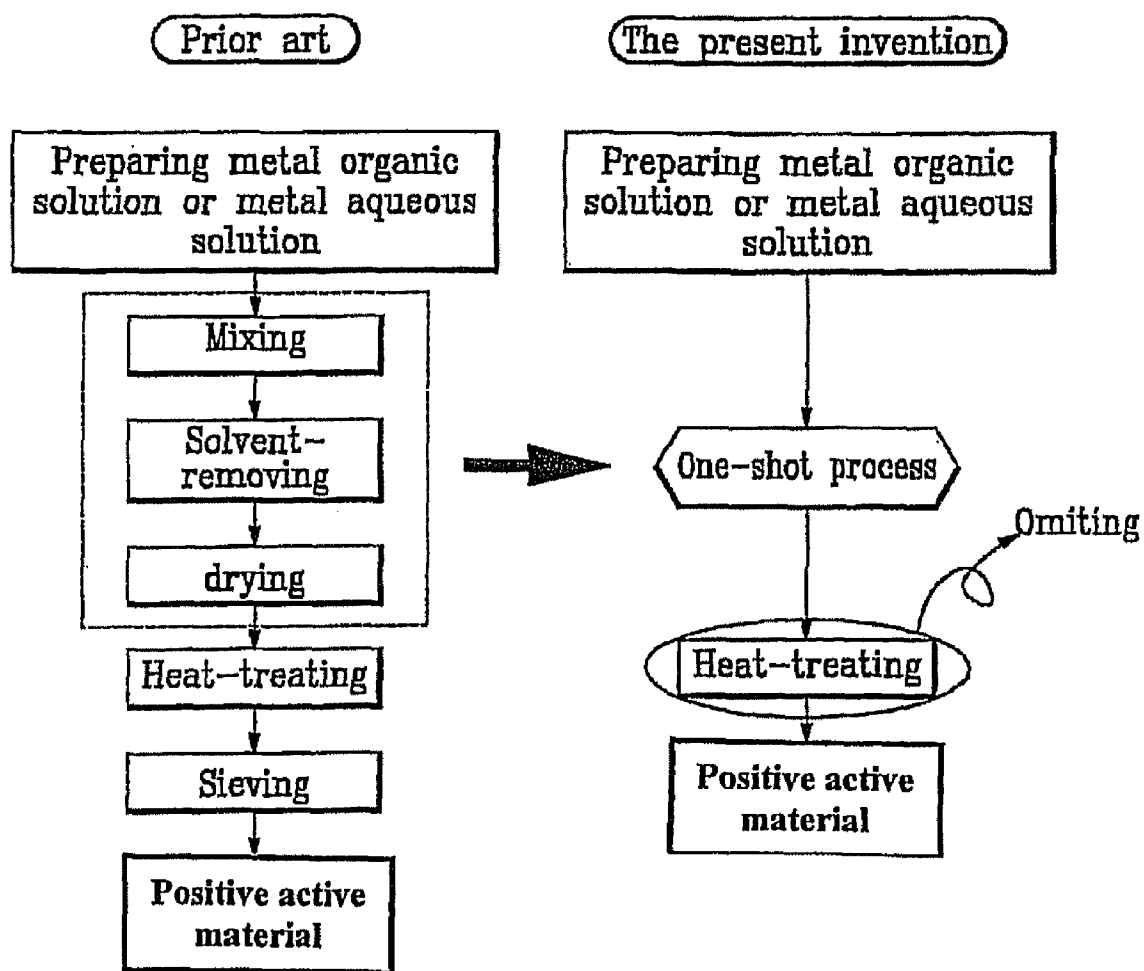 Prior art
Preparing metal organic
solution or metal aqueous
solution
Mixing
Solvent-
removing
drying
Heat-treating
Sieving
Positive active
material
The present invention
Preparing metal organic
solution or metal aqueous
solution
One-shot process
Omiting
Heat-treating
Positive active
material